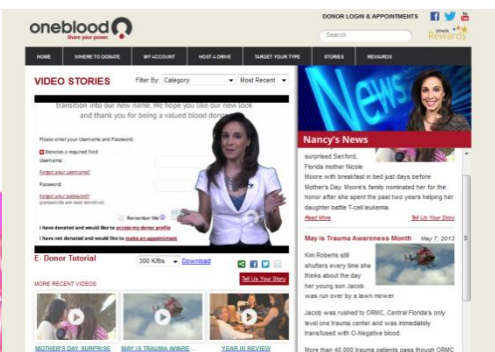 oneblood
Share your power.
DONOR LOGIN & APPOINTMENTS
Search
DONOR
Rewards
HOME WHERE TO DONATE MY ACCOUNT HOST A DRIVE TARGET YOUR TYPE STORIES REWARDS
VIDEO STORIES
Filter By: Category
Most Recent
transition into our new name. We hope you like our new look
and thank you for being a valued blood donor
Please enter your Username and Password.
Denotes a required field
Username:
Forgot your username?
Password:
Forgot your password?
(passwords are case sensitive)
Remember Me
I have donated and would like to access my donor profile
I have not donated and would like to make an appointment
E- Donor Tutorial
300 K/Bs
Download
Tell Us Your Story
MORE RECENT VIDEOS:
MOTHER'S DAY SURPRISE
MAY IS TRAUMA AWARE...
YEAR IN REVIEW
News
Nancy's News
surprised Sanford,
Florida mother Nicole
Moore with breakfast in bed just days before
Mother's Day. Moore's family nominated her for the
honor after she spent the past two years helping her
daughter battle T-cell leukemia.
Read More
Tell Us Your Story
May is Trauma Awareness Month May 7, 2013
Kim Roberts still
shutters every time she
thinks about the day
her young son Jacob
was run over by a lawn mower.
Jacob was rushed to ORMC, Central Florida's only
level one trauma center and was immediately
transfused with O-Negative blood.
More than 40,000 trauma patients pass though ORMC